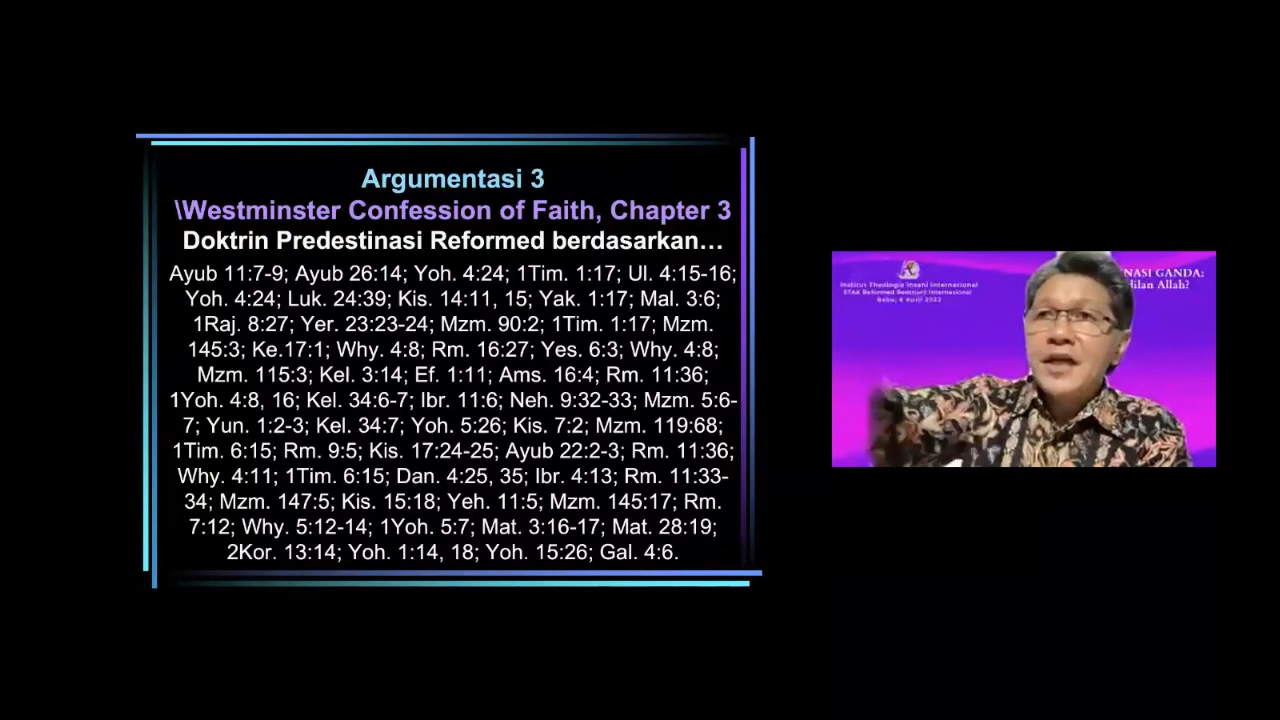 Argumentasi 3
\Westminster Confession of Faith, Chapter 3
Doktrin Predestinasi Reformed berdasarkan…
Ayub 11:7-9; Ayub 26:14; Yoh. 4:24; 1Tim. 1:17; Ul. 4:15-16;
Yoh. 4:24; Luk. 24:39; Kis. 14:11, 15; Yak. 1:17; Mal. 3:6;
1Raj. 8:27; Yer. 23:23-24; Mzm. 90:2; 1Tim. 1:17; Mzm.
145:3; Ke.17:1; Why. 4:8; Rm. 16:27; Yes. 6:3; Why. 4:8;
Mzm. 115:3; Kel. 3:14; Ef. 1:11; Ams. 16:4; Rm. 11:36;
1Yoh. 4:8, 16; Kel. 34:6-7; Ibr. 11:6; Neh. 9:32-33; Mzm. 5:6-
7; Yun. 1:2-3; Kel. 34:7; Yoh. 5:26; Kis. 7:2; Mzm. 119:68;
1Tim. 6:15; Rm. 9:5; Kis. 17:24-25; Ayub 22:2-3; Rm. 11:36;
Why. 4:11; 1Tim. 6:15; Dan. 4:25, 35; Ibr. 4:13; Rm. 11:33-
34; Mzm. 147:5; Kis. 15:18; Yeh. 11:5; Mzm. 145:17; Rm.
7:12; Why. 5:12-14; 1Yoh. 5:7; Mat. 3:16-17; Mat. 28:19;
2Kor. 13:14; Yoh. 1:14, 18; Yoh. 15:26; Gal. 4:6.
Institut Theologia Insani Internasional
STAK Reformed Remnant Internasional
Rabu, 6 April 2022
NASI GANDA:
dilan Allah?